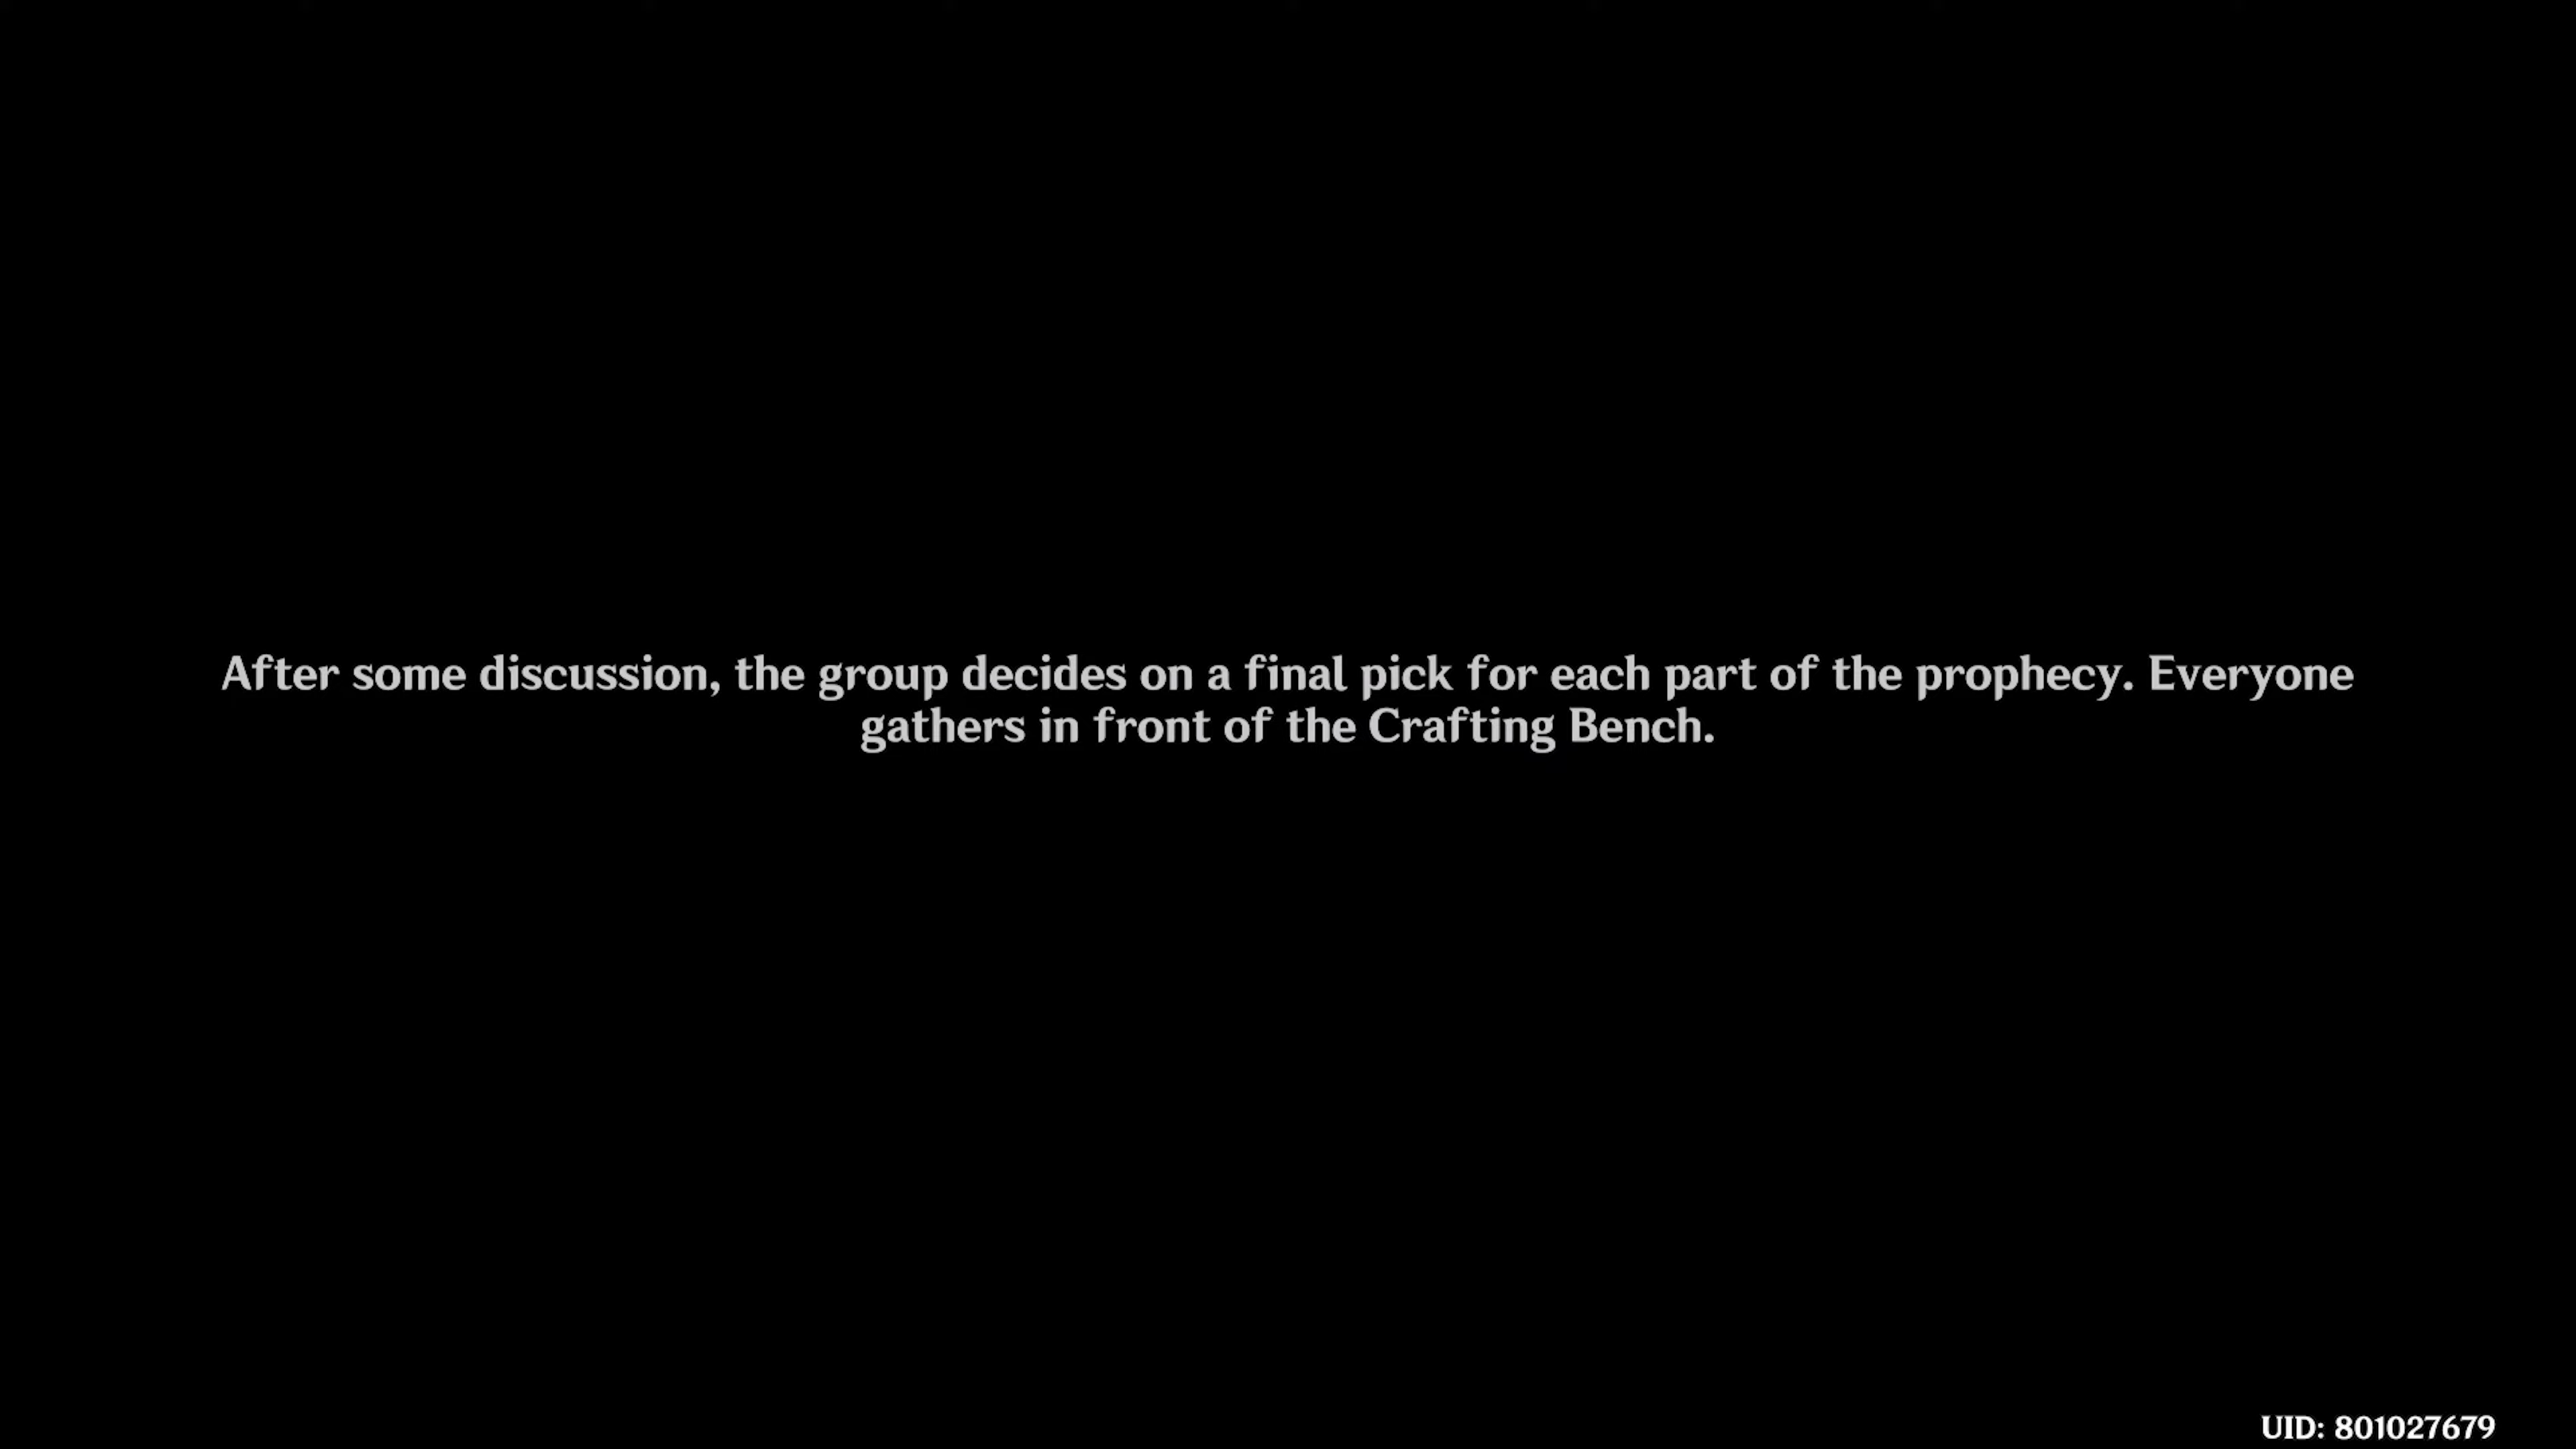 After some discussion, the group decides on a final pick for each part of the prophecy. Everyone
gathers in front of the Crafting Bench.
UID: 801027679